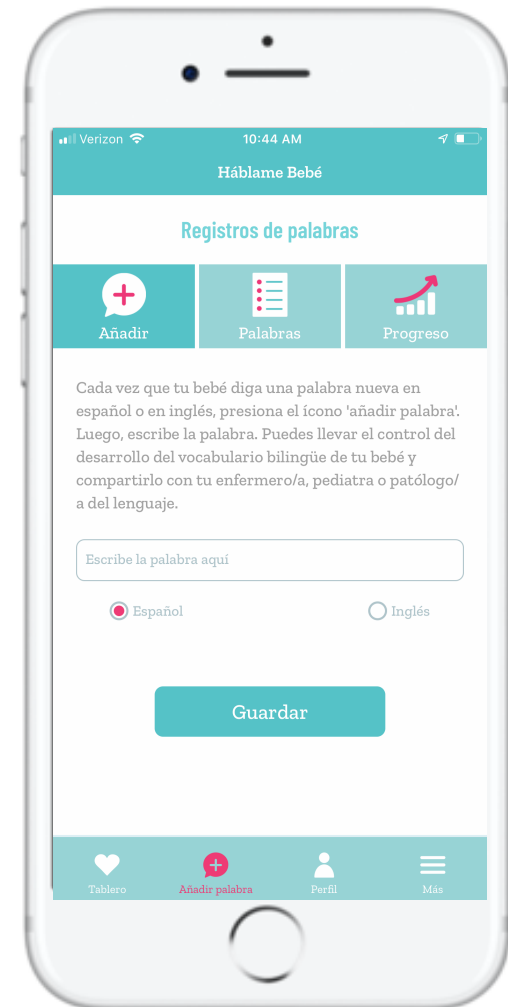 Verizon 10:44 AM
Háblame Bebé
Registros de palabras
Añadir Palabras Progreso
Cada vez que tu bebé diga una palabra nueva en
español o en inglés, presiona el ícono 'añadir palabra'.
Luego, escribe la palabra. Puedes llevar el control del
desarrollo del vocabulario bilingüe de tu bebé y
compartirlo con tu enfermero/a, pediatra o patólogo/
a del lenguaje.
Escribe la palabra aquí
Español Inglés
Guardar
Tablero Añadir palabra Perfil Más